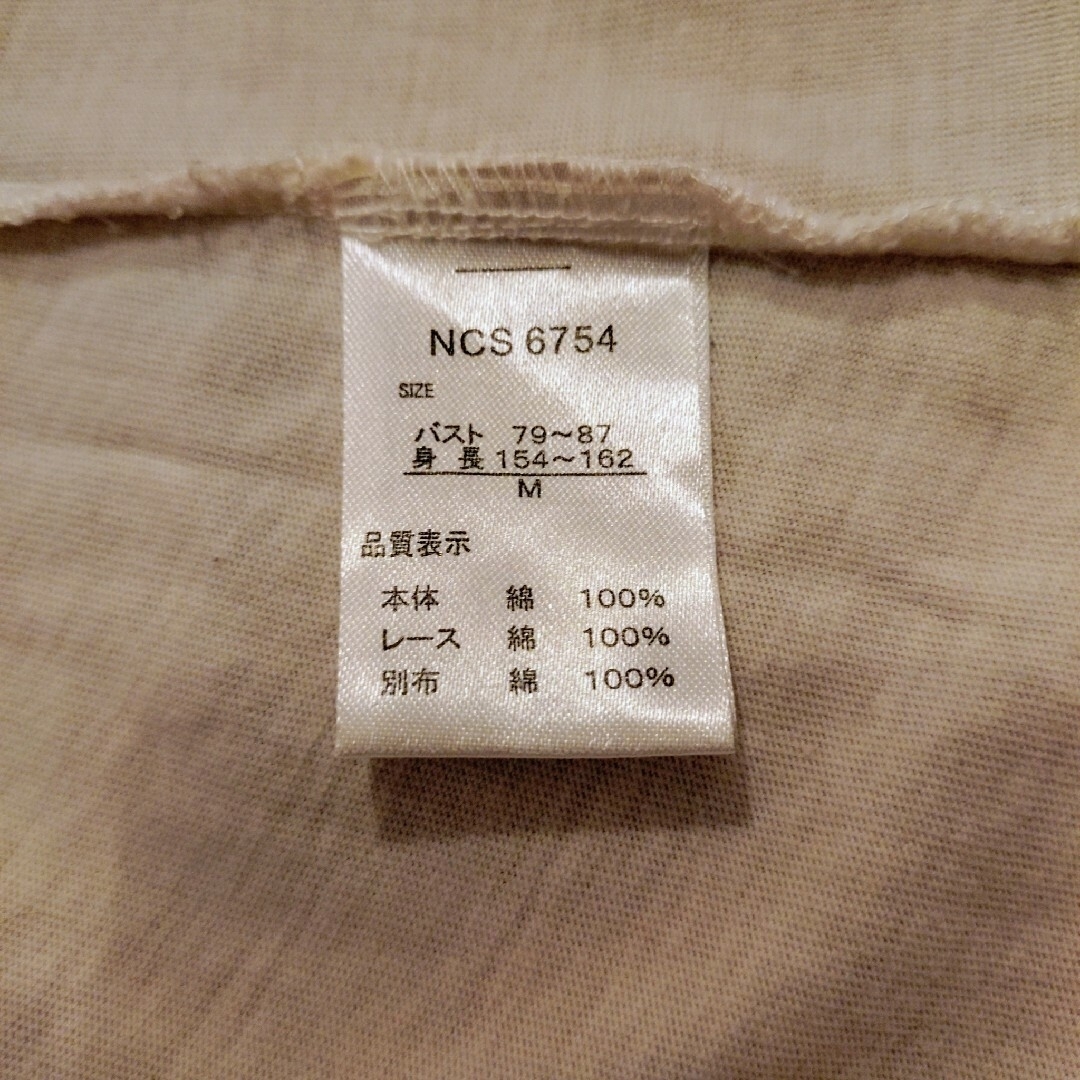 NCS 6754
SIZE
バスト 79～87
身 長 154～162
M
品質表示
本体 綿 100%
レース 綿 100%
別布 綿 100%